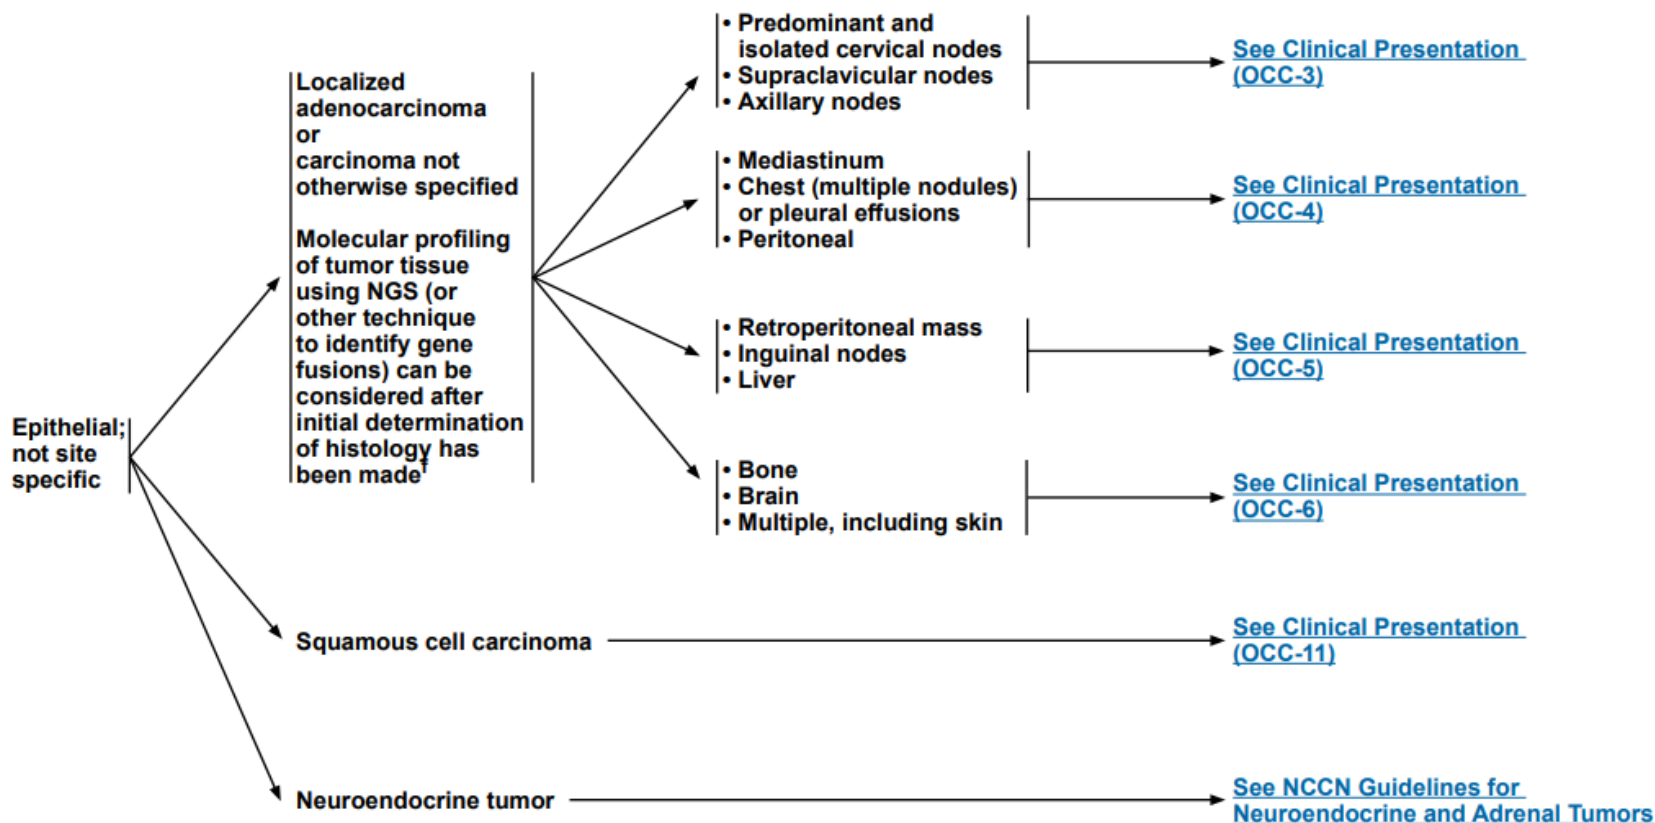 Epithelial;
not site
specific
Localized
adenocarcinoma
or
carcinoma not
otherwise specified
Molecular profiling
of tumor tissue
using NGS (or
other technique
to identify gene
fusions) can be
considered after
initial determination
of histology has
been made†
• Predominant and
isolated cervical nodes
• Supraclavicular nodes
• Axillary nodes
See Clinical Presentation
(OCC-3)
• Mediastinum
• Chest (multiple nodules)
or pleural effusions
• Peritoneal
See Clinical Presentation
(OCC-4)
• Retroperitoneal mass
• Inguinal nodes
• Liver
See Clinical Presentation
(OCC-5)
• Bone
• Brain
• Multiple, including skin
See Clinical Presentation
(OCC-6)
Squamous cell carcinoma
See Clinical Presentation
(OCC-11)
Neuroendocrine tumor
See NCCN Guidelines for
Neuroendocrine and Adrenal Tumors